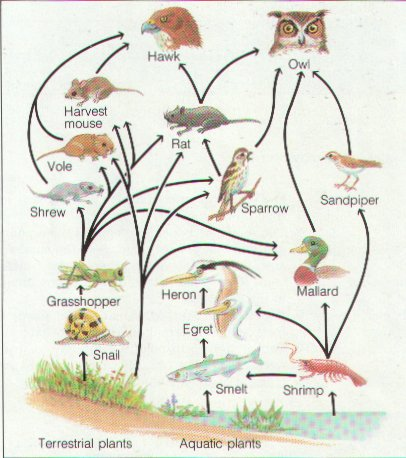 Hawk
Owl
Harvest
mouse
Rat
Vole
Shrew
Sparrow
Sandpiper
Grasshopper
Heron
Mallard
Egret
Snail
Smelt
Shrimp
Terrestrial plants
Aquatic plants